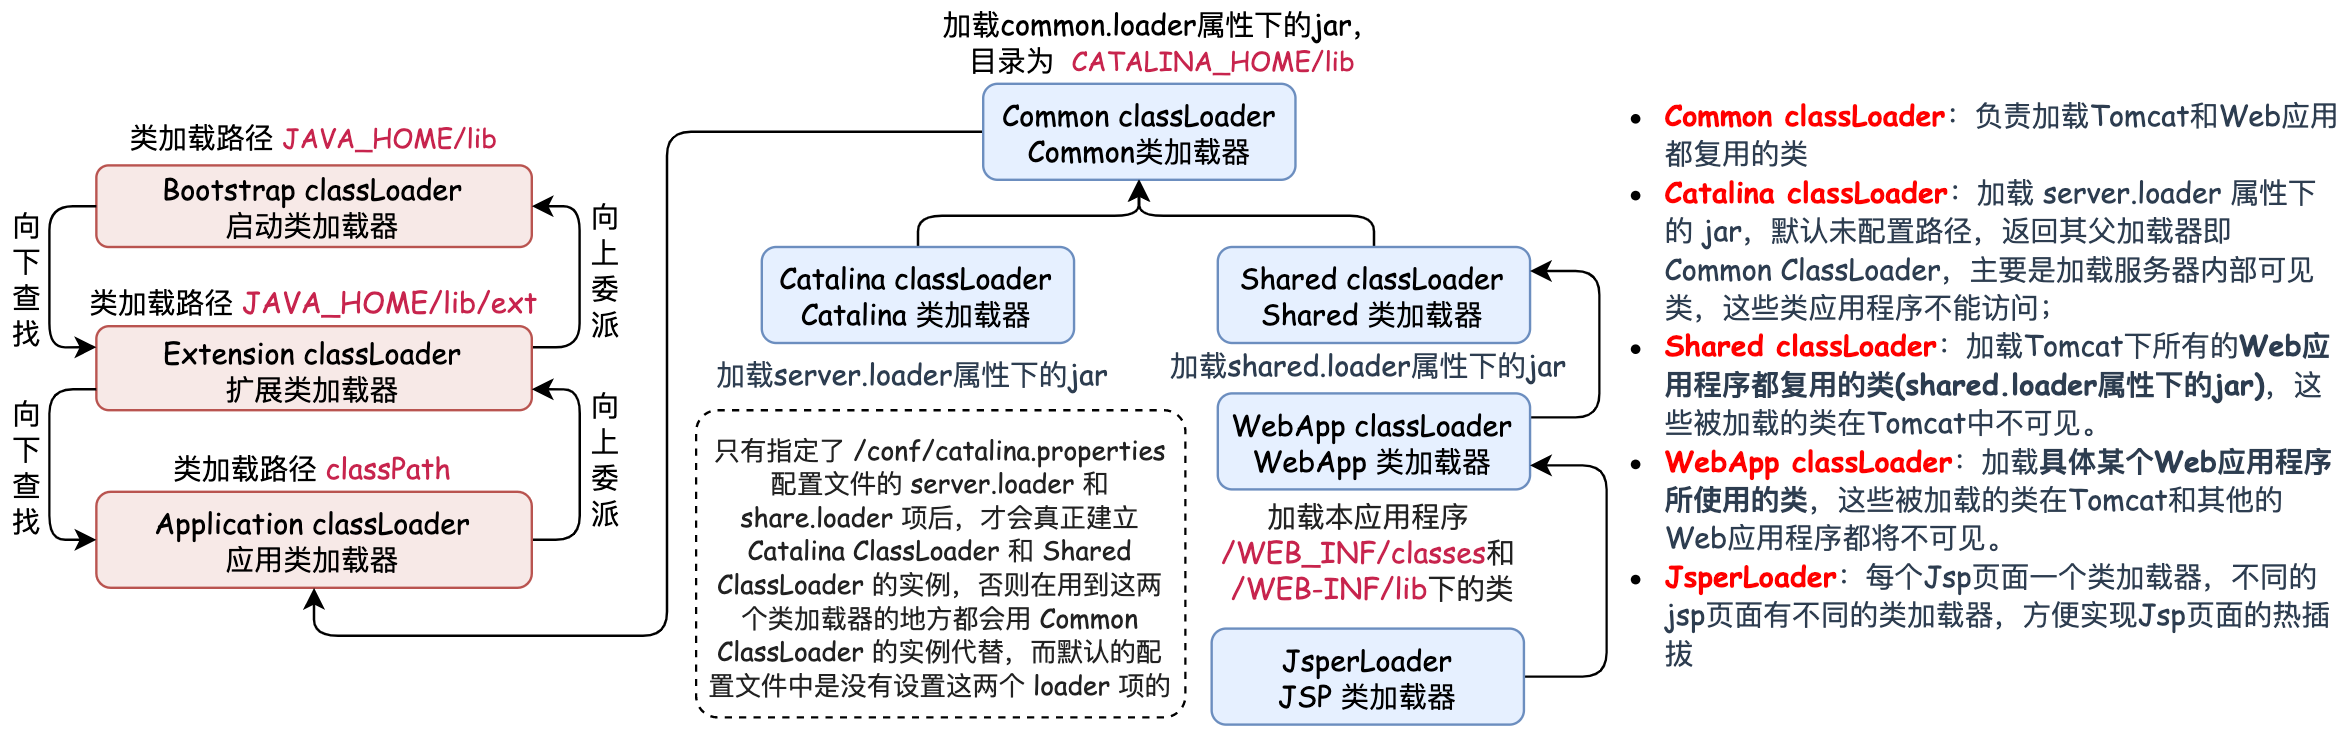 类加载路径 JAVA_HOME/lib
Bootstrap classLoader
启动类加载器
向下查找
向上委派
类加载路径 JAVA_HOME/lib/ext
Extension classLoader
扩展类加载器
向下查找
向上委派
类加载路径 classPath
Application classLoader
应用类加载器
加载common.loader属性下的jar，
目录为 CATALINA_HOME/lib
Common classLoader
Common类加载器
Catalina classLoader
Catalina 类加载器
加载server.loader属性下的jar
Shared classLoader
Shared 类加载器
加载shared.loader属性下的jar
只有指定了 /conf/catalina.properties
配置文件的 server.loader 和
share.loader 项后，才会真正建立
Catalina ClassLoader 和 Shared
ClassLoader 的实例，否则在用到这两
个类加载器的地方都会用 Common
ClassLoader 的实例代替，而默认的配
置文件中是没有设置这两个 loader 项的
WebApp classLoader
WebApp 类加载器
加载本应用程序
/WEB_INF/classes和
/WEB-INF/lib下的类
JsperLoader
JSP 类加载器
• Common classLoader：负责加载Tomcat和Web应用
都复用的类
• Catalina classLoader：加载 server.loader 属性下
的 jar，默认未配置路径，返回其父加载器即
Common ClassLoader，主要是加载服务器内部可见
类，这些类应用程序不能访问；
• Shared classLoader：加载Tomcat下所有的Web应
用程序都复用的类(shared.loader属性下的jar)，这
些被加载的类在Tomcat中不可见。
• WebApp classLoader：加载具体某个Web应用程序
所使用的类，这些被加载的类在Tomcat和其他的
Web应用程序都将不可见。
• JsperLoader：每个Jsp页面一个类加载器，不同的
jsp页面有不同的类加载器，方便实现Jsp页面的热插
拔